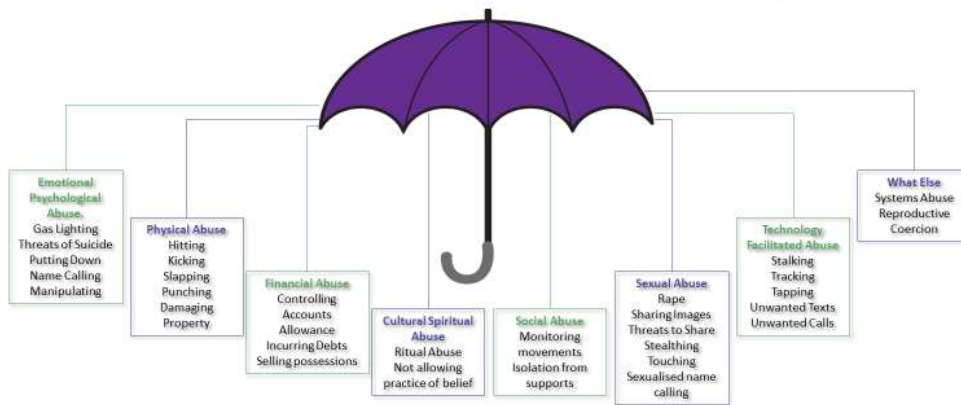 Emotional
Psychological
Abuse.
Gas Lighting
Threats of Suicide
Putting Down
Name Calling
Manipulating
Physical Abuse
Hitting
Kicking
Slapping
Punching
Damaging
Property
Financial Abuse
Controlling
Accounts
Allowance
Incurring Debts
Selling possessions
Cultural Spiritual
Abuse
Ritual Abuse
Not allowing
practice of belief
Social Abuse
Monitoring
movements
Isolation from
supports
Sexual Abuse
Rape
Sharing Images
Threats to Share
Stealthing
Touching
Sexualised name
calling
Technology
Facilitated Abuse
Stalking
Tracking
Tapping
Unwanted Texts
Unwanted Calls
What Else
Systems Abuse
Reproductive
Coercion